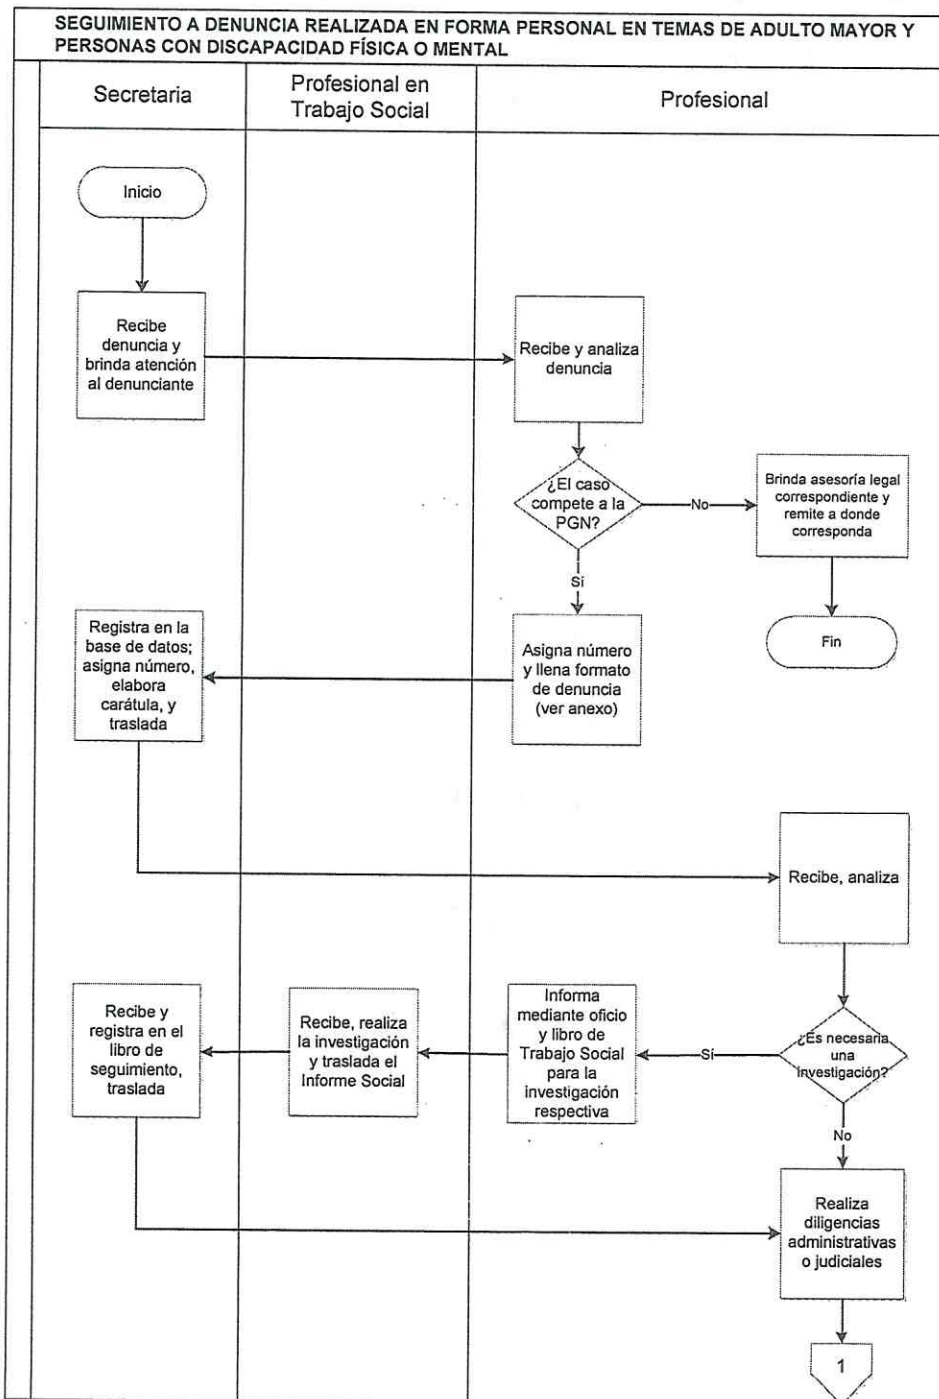 SEGUIMIENTO A DENUNCIA REALIZADA EN FORMA PERSONAL EN TEMAS DE ADULTO MAYOR Y
PERSONAS CON DISCAPACIDAD FÍSICA O MENTAL
Secretaria
Profesional en
Trabajo Social
Profesional
Inicio
Recibe
denuncia y
brinda atención
al denunciante
Recibe y analiza
denuncia
¿El caso
compete a la
PGN?
No
Brinda asesoría legal
correspondiente y
remite a donde
corresponda
Sí
Fin
Registra en la
base de datos;
asigna número,
elabora
carátula, y
traslada
Asigna número
y llena formato
de denuncia
(ver anexo)
Recibe, analiza
¿Es necesaria
una
investigación?
Sí
Informa
mediante oficio
y libro de
Trabajo Social
para la
investigación
respectiva
Recibe, realiza
la investigación
y traslada el
Informe Social
Recibe y
registra en el
libro de
seguimiento,
traslada
No
Realiza
diligencias
administrativas
o judiciales
1